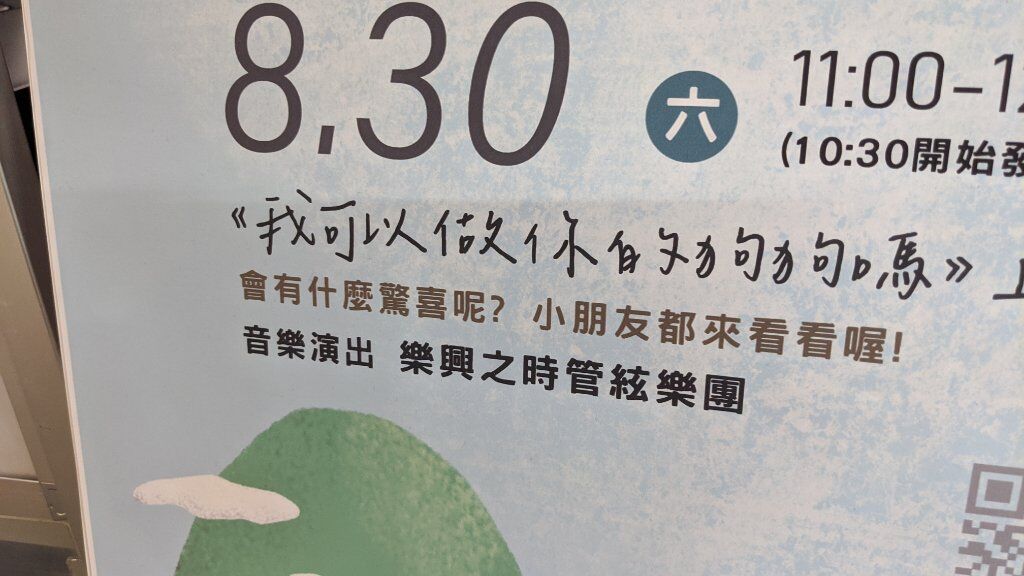 8.30 六 11:00–12
(10:30開始發
《我可以做你的狗狗嗎》
會有什麼驚喜呢? 小朋友都來看看喔!
音樂演出 樂興之時管絃樂團